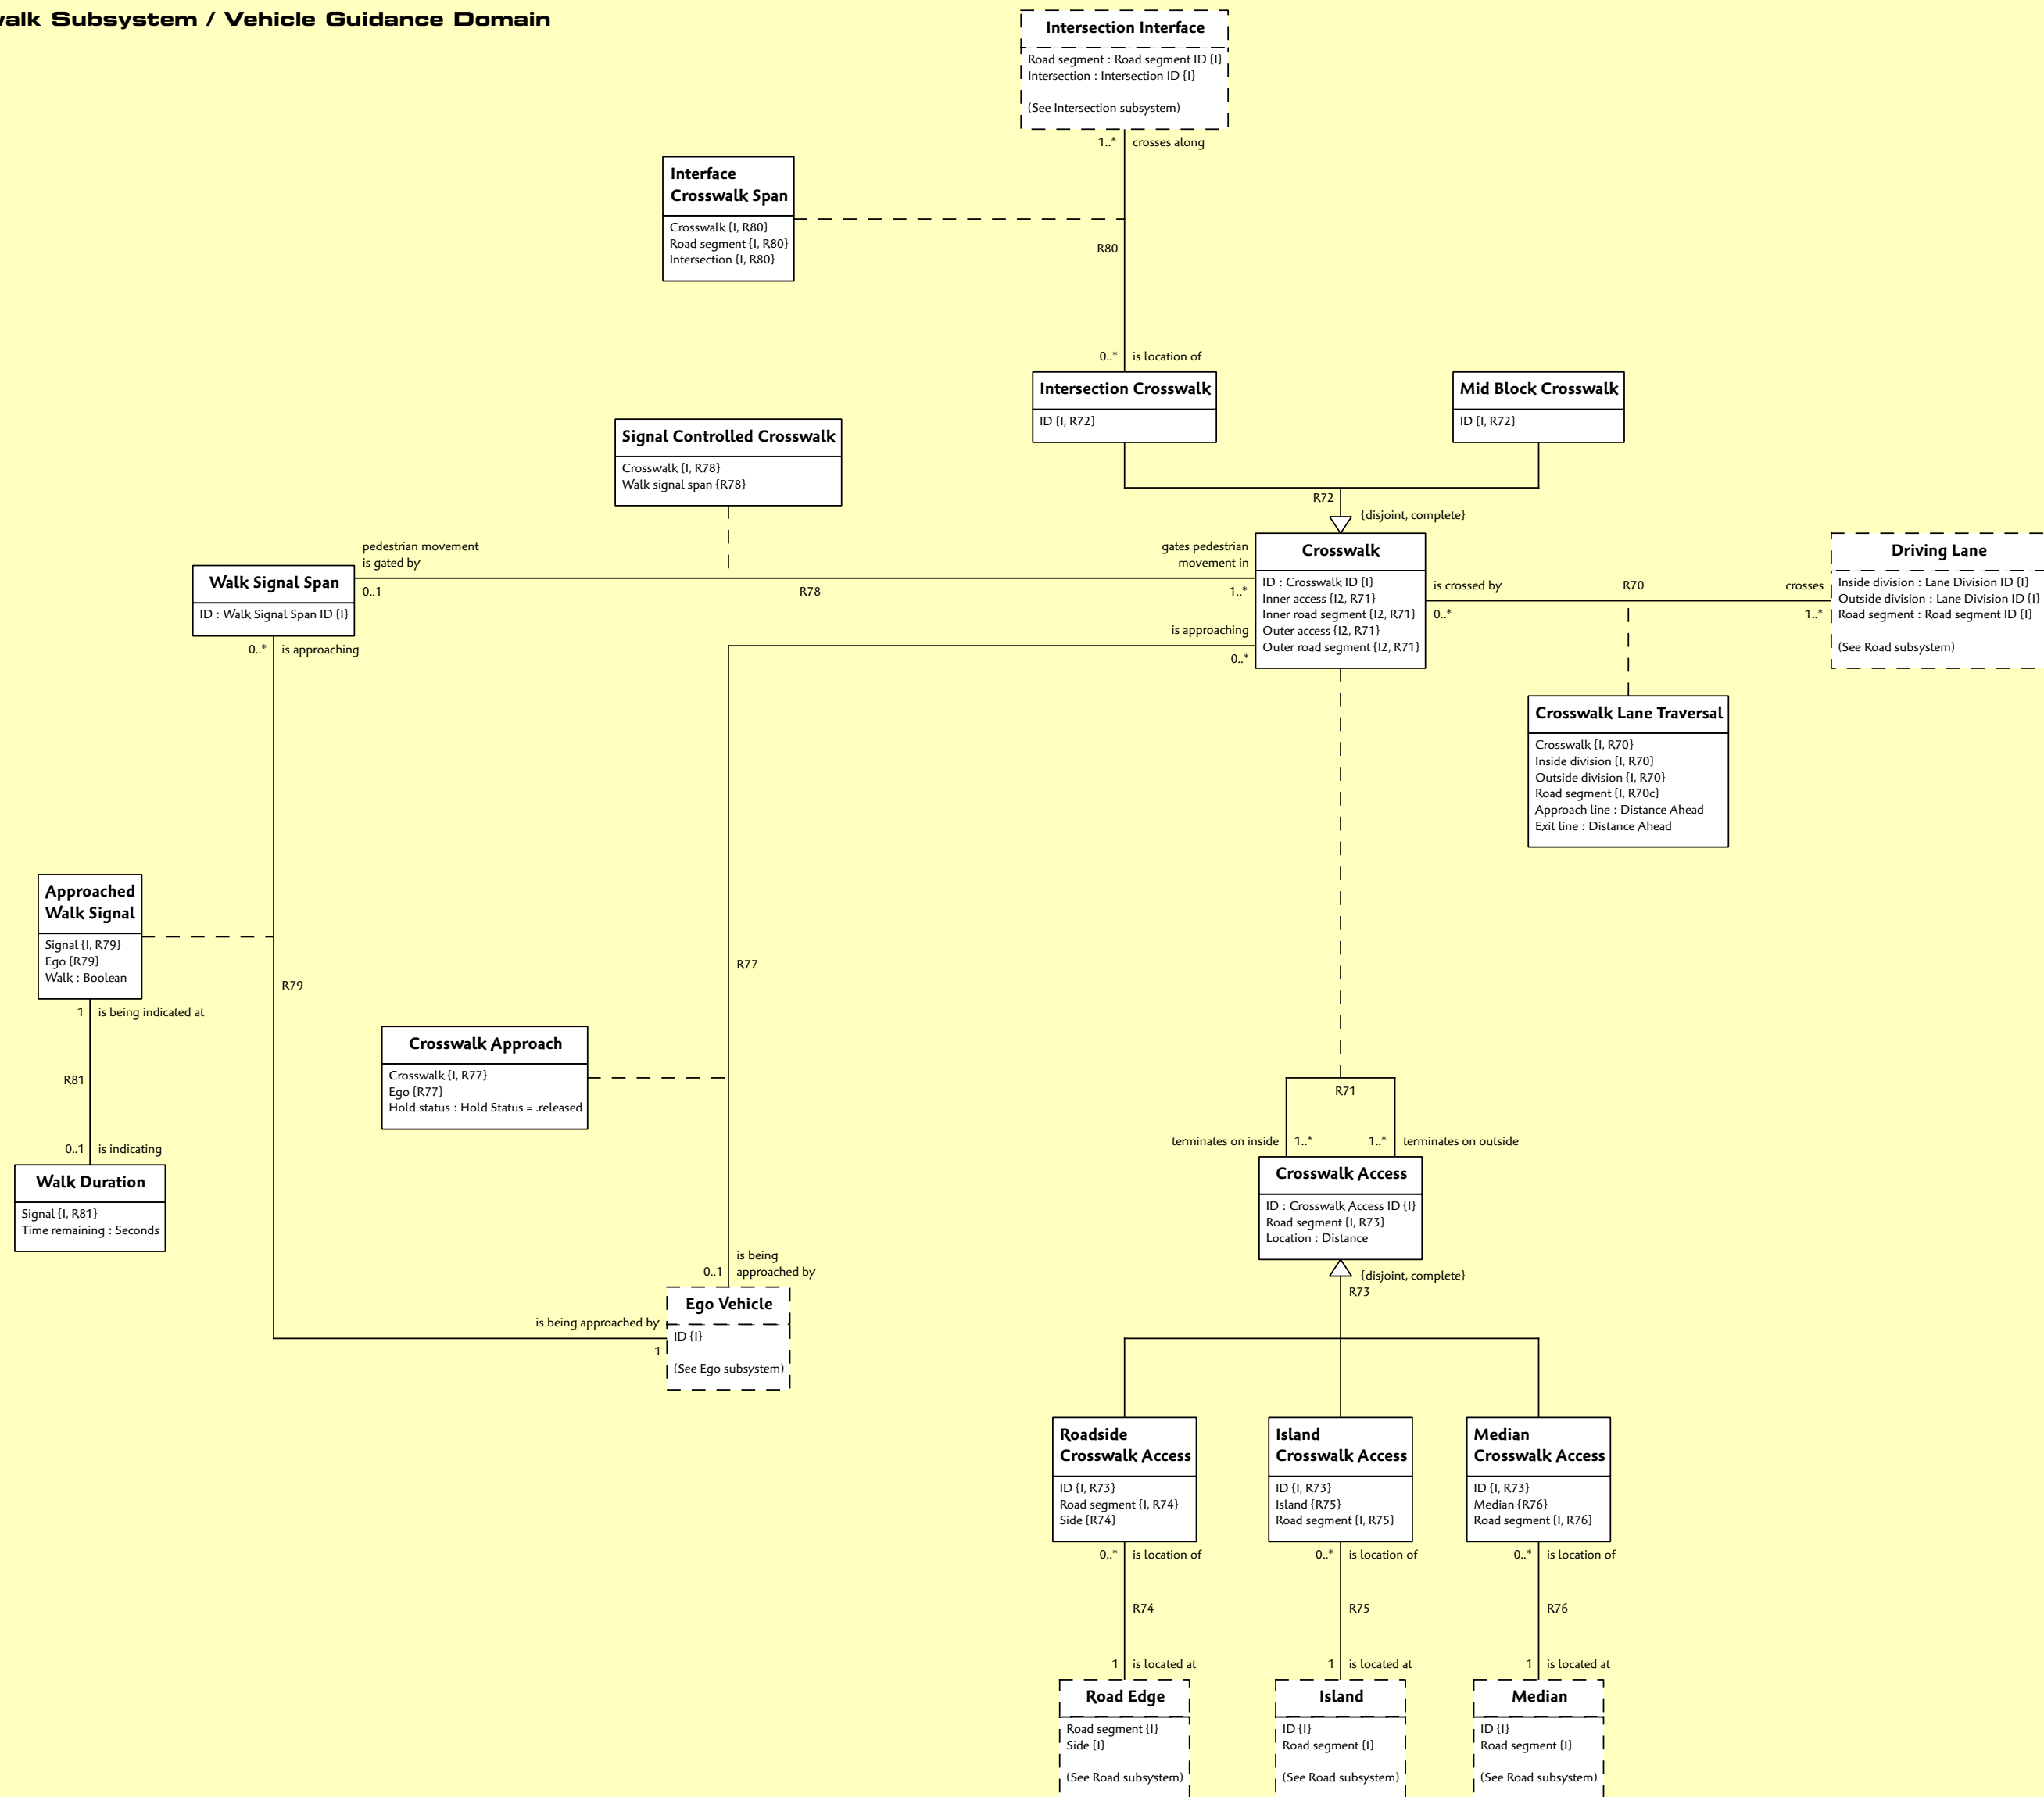 walk Subsystem / Vehicle Guidance Domain
Intersection Interface
Road segment : Road segment ID {I}
Intersection : Intersection ID {I}
(See Intersection subsystem)
1..* crosses along
Interface
Crosswalk Span
Crosswalk {I, R80}
Road segment {I, R80}
Intersection {I, R80}
R80
0..* is location of
Intersection Crosswalk
ID {I, R72}
Mid Block Crosswalk
ID {I, R72}
Signal Controlled Crosswalk
Crosswalk {I, R78}
Walk signal span {R78}
R72
{disjoint, complete}
pedestrian movement
is gated by
0..1
R78
gates pedestrian
movement in
1..*
Walk Signal Span
ID : Walk Signal Span ID {I}
Crosswalk
ID : Crosswalk ID {I}
Inner access {I2, R71}
Inner road segment {I2, R71}
Outer access {I2, R71}
Outer road segment {I2, R71}
is crossed by
0..*
R70
crosses
1..*
Driving Lane
Inside division : Lane Division ID {I}
Outside division : Lane Division ID {I}
Road segment : Road segment ID {I}
(See Road subsystem)
is approaching
0..*
0..* is approaching
Crosswalk Lane Traversal
Crosswalk {I, R70}
Inside division {I, R70}
Outside division {I, R70}
Road segment {I, R70c}
Approach line : Distance Ahead
Exit line : Distance Ahead
Approached
Walk Signal
Signal {I, R79}
Ego {R79}
Walk : Boolean
R79
R77
1 is being indicated at
R81
0..1 is indicating
Walk Duration
Signal {I, R81}
Time remaining : Seconds
Crosswalk Approach
Crosswalk {I, R77}
Ego {R77}
Hold status : Hold Status = .released
R71
terminates on inside 1..*
1..* terminates on outside
Crosswalk Access
ID : Crosswalk Access ID {I}
Road segment {I, R73}
Location : Distance
{disjoint, complete}
R73
is being
0..1 approached by
is being approached by
1
Ego Vehicle
ID {I}
(See Ego subsystem)
Roadside
Crosswalk Access
ID {I, R73}
Road segment {I, R74}
Side {R74}
Island
Crosswalk Access
ID {I, R73}
Island {R75}
Road segment {I, R75}
Median
Crosswalk Access
ID {I, R73}
Median {R76}
Road segment {I, R76}
0..* is location of
0..* is location of
0..* is location of
R74
R75
R76
1 is located at
1 is located at
1 is located at
Road Edge
Road segment {I}
Side {I}
(See Road subsystem)
Island
ID {I}
Road segment {I}
(See Road subsystem)
Median
ID {I}
Road segment {I}
(See Road subsystem)